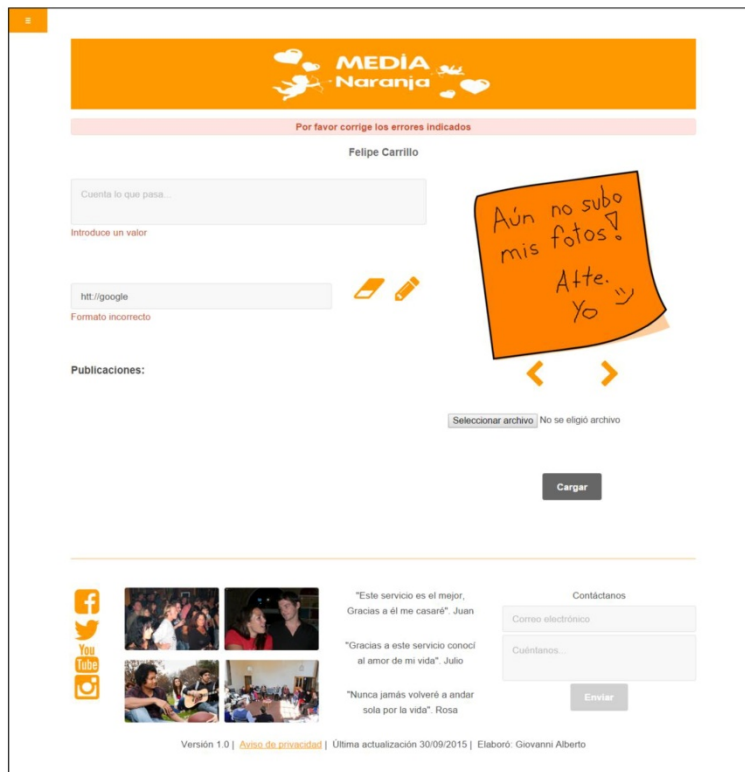 MEDIA
Naranja
Por favor corrige los errores indicados
Felipe Carrillo
Cuenta lo que pasa...
Introduce un valor
htt://google
Formato incorrecto
Publicaciones:
Aún no subo
mis fotos!
Atte.
Yo
Seleccionar archivo No se eligió archivo
Cargar
You
Tube
"Este servicio es el mejor,
Gracias a él me casaré". Juan
"Gracias a este servicio conocí
al amor de mi vida". Julio
"Nunca jamás volveré a andar
sola por la vida". Rosa
Contáctanos
Correo electrónico
Cuéntanos...
Enviar
Versión 1.0 | Aviso de privacidad | Última actualización 30/09/2015 | Elaboró: Giovanni Alberto